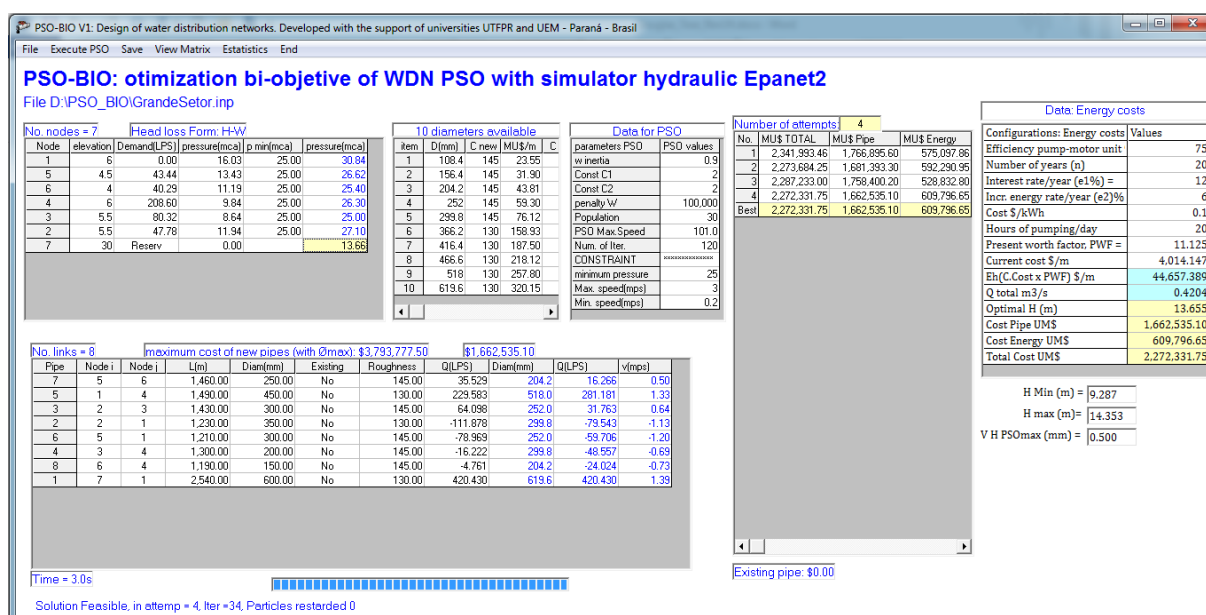 PSO-BIO V1: Design of water distribution networks. Developed with the support of universities UTFPR and UEM - Paraná - Brasil
File Execute PSO Save View Matrix Estatistics End
PSO-BIO: otimization bi-objetive of WDN PSO with simulator hydraulic Epanet2
File D:\PSO_BIO\GrandeSetor.inp
No. nodes = 7 Head loss Form: H-W
Node elevation Demand(LPS) pressure(mca) p min(mca) pressure(mca)
1 6 0.00 16.03 25.00 30.84
5 4.5 43.44 13.43 25.00 26.62
6 4 40.29 11.19 25.00 25.40
4 6 208.60 9.84 25.00 26.30
3 5.5 80.32 8.64 25.00 25.00
2 5.5 47.78 11.94 25.00 27.10
7 30 Reserv 0.00 13.66
10 diameters available
item D(mm) C new MU$/m C
1 108.4 145 23.55
2 156.4 145 31.90
3 204.2 145 43.81
4 252 145 59.30
5 299.8 145 76.12
6 366.2 130 158.93
7 416.4 130 187.50
8 466.6 130 218.12
9 518 130 257.80
10 619.6 130 320.15
Data for PSO
parameters PSO PSO values
w inertia 0.9
Const C1 2
Const C2 2
penalty W 100,000
Population 30
PSO Max.Speed 101.0
Num. of Iter. 120
CONSTRAINT *************
minimum pressure 25
Max. speed(mps) 3
Min. speed(mps) 0.2
Number of attempts: 4
No. MU$ TOTAL MU$ pressure(mca) MU$ Energy
1 2,341,993.46 1,766,895.60 575,097.86
2 2,273,684.25 1,681,393.30 592,290.95
3 2,287,233.00 1,758,400.20 528,832.80
4 2,272,331.75 1,662,535.10 609,796.65
Best 2,272,331.75 1,662,535.10 609,796.65
Data: Energy costs
Configurations: Energy costs Values
Efficiency pump-motor unit 75
Number of years (n) 20
Interest rate/year (e1%) = 12
Incr. energy rate/year (e2)% 6
Cost $/kWh 0.1
Hours of pumping/day 20
Present worth factor, PWF = 11.125
Current cost $/m 4,014.147
Eh(C.Cost x PWF) $/m 44,657.389
Q total m3/s 0.4204
Optimal H (m) 13.655
Cost Pipe UM$ 1,662,535.10
Cost Energy UM$ 609,796.65
Total Cost UM$ 2,272,331.75
H Min (m) = 9.287
H max (m)= 14.353
V H PSOmax (mm) = 0.500
No. links = 8 maximum cost of new pipes (with Ømax): $3,793,777.50 $1,662,535.10
Pipe Node i Node j L(m) Diam(mm) Existing Roughness Q(LPS) Diam(mm) Q(LPS) v(mps)
7 5 6 1,460.00 250.00 No 145.00 35.529 204.2 16.266 0.50
5 1 4 1,490.00 450.00 No 130.00 229.583 518.0 281.181 1.33
3 2 3 1,430.00 300.00 No 145.00 64.098 252.0 31.763 0.64
2 2 1 1,230.00 350.00 No 130.00 -111.878 299.8 -79.543 -1.13
6 5 1 1,210.00 300.00 No 145.00 -78.969 252.0 -59.706 -1.20
4 3 4 1,300.00 200.00 No 145.00 -16.222 299.8 -48.557 -0.69
8 6 4 1,190.00 150.00 No 145.00 -4.761 204.2 -24.024 -0.73
1 7 1 2,540.00 600.00 No 130.00 420.430 619.6 420.430 1.39
Time = 3.0s
Existing pipe: $0.00
Solution Feasible, in attemp = 4, Iter =34, Particles restarded 0